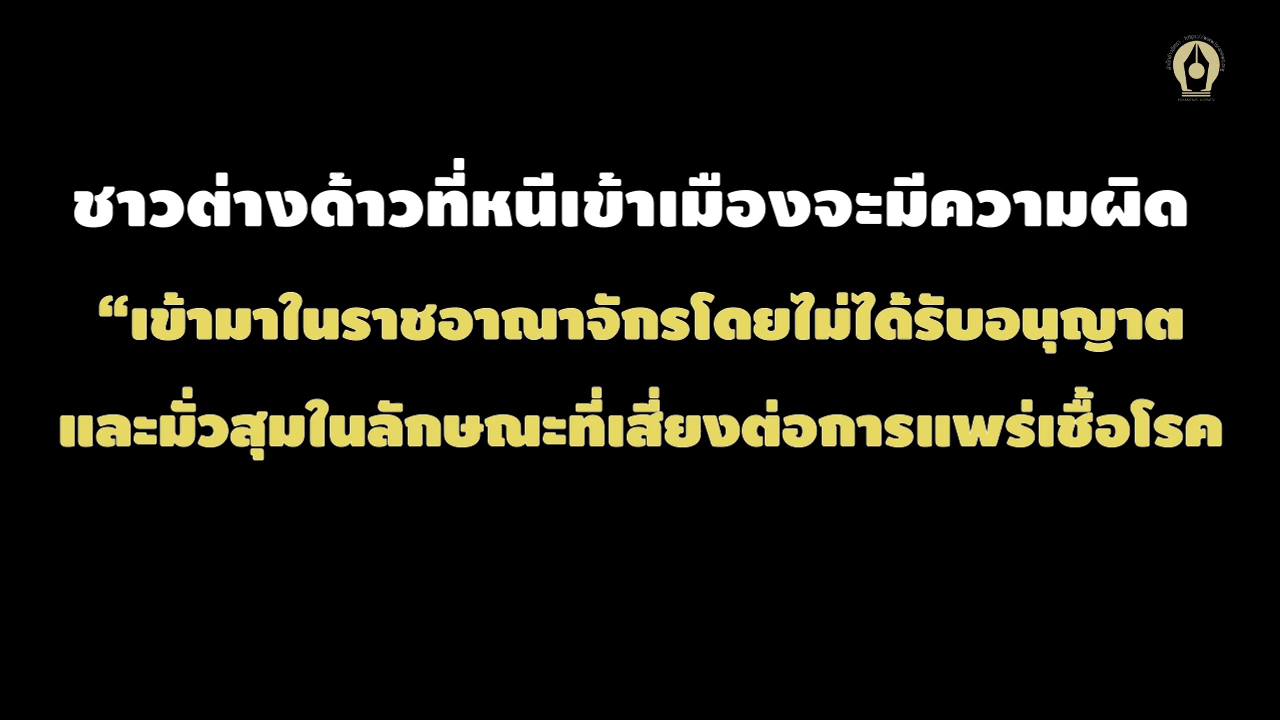 ชาวต่างด้าวที่หนีเข้าเมืองจะมีความผิด
“เข้ามาในราชอาณาจักรโดยไม่ได้รับอนุญาต
และมั่วสุมในลักษณะที่เสี่ยงต่อการแพร่เชื้อโรค